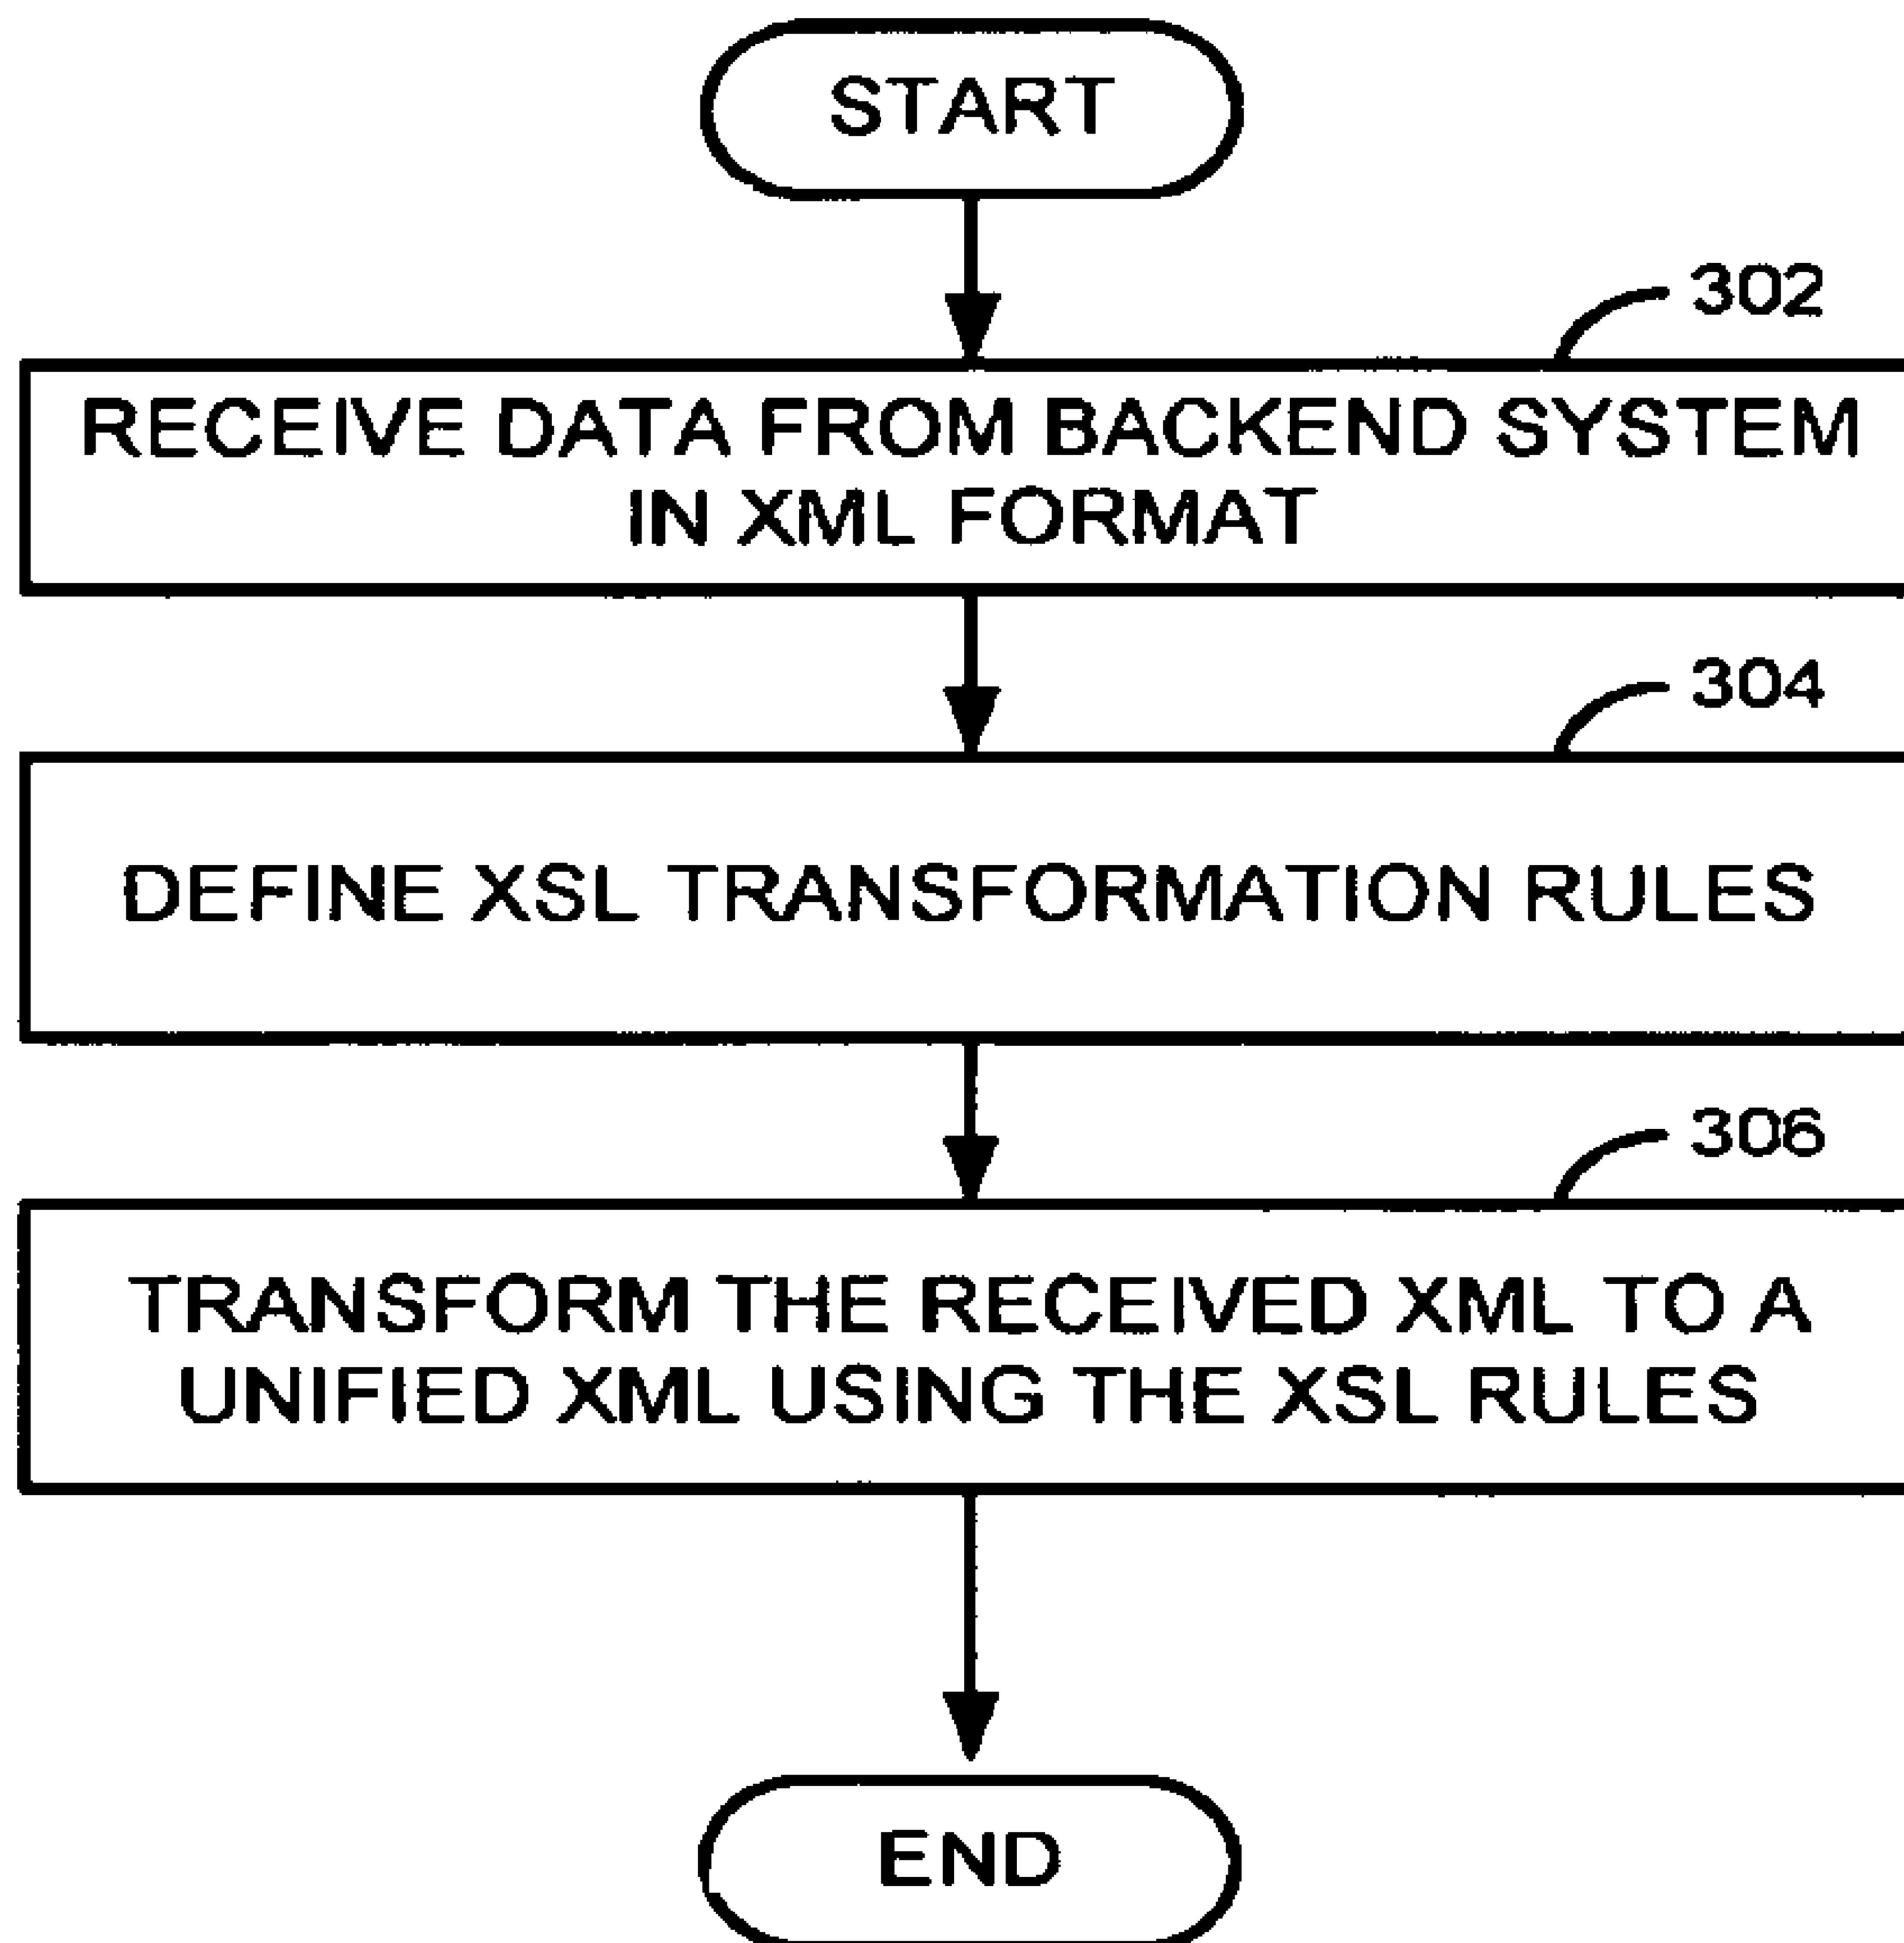 START
302
RECEIVE DATA FROM BACKEND SYSTEM
IN XML FORMAT
304
DEFINE XSL TRANSFORMATION RULES
306
TRANSFORM THE RECEIVED XML TO A
UNIFIED XML USING THE XSL RULES
END